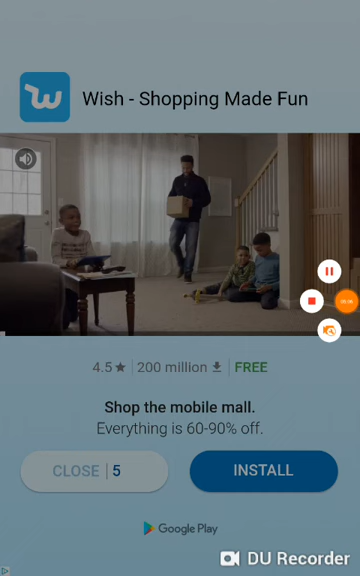 Wish - Shopping Made Fun
4.5★ | 200 million | FREE
Shop the mobile mall.
Everything is 60-90% off.
CLOSE | 5
INSTALL
Google Play
DU Recorder